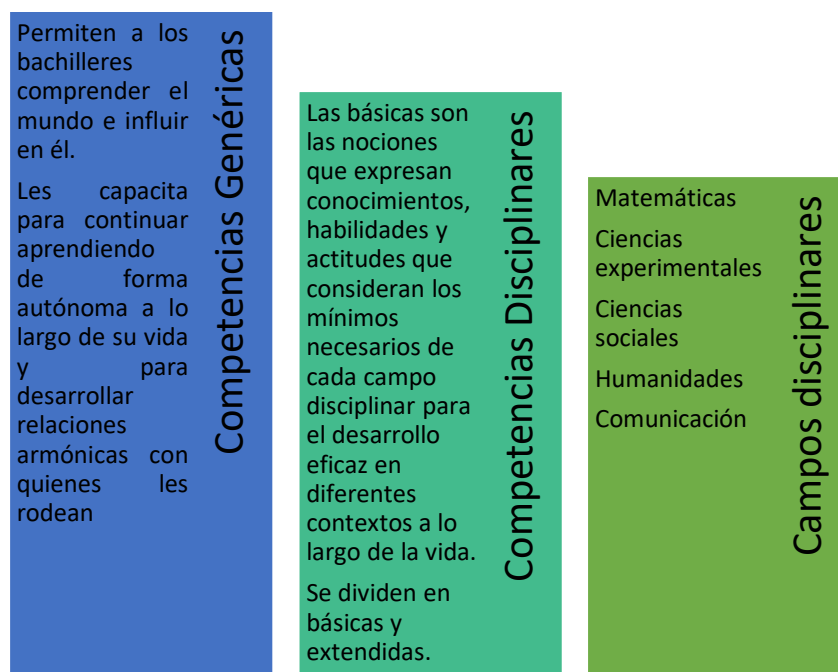 Permiten a los
bachilleres
comprender el
mundo e influir
en él.
Les capacita
para continuar
aprendiendo
de forma
autónoma a lo
largo de su vida
y para
desarrollar
relaciones
armónicas con
quienes les
rodean
Competencias Genéricas
Las básicas son
las nociones
que expresan
conocimientos,
habilidades y
actitudes que
consideran los
mínimos
necesarios de
cada campo
disciplinar para
el desarrollo
eficaz en
diferentes
contextos a lo
largo de la vida.
Se dividen en
básicas y
extendidas.
Competencias Disciplinares
Matemáticas
Ciencias
experimentales
Ciencias
sociales
Humanidades
Comunicación
Campos disciplinares